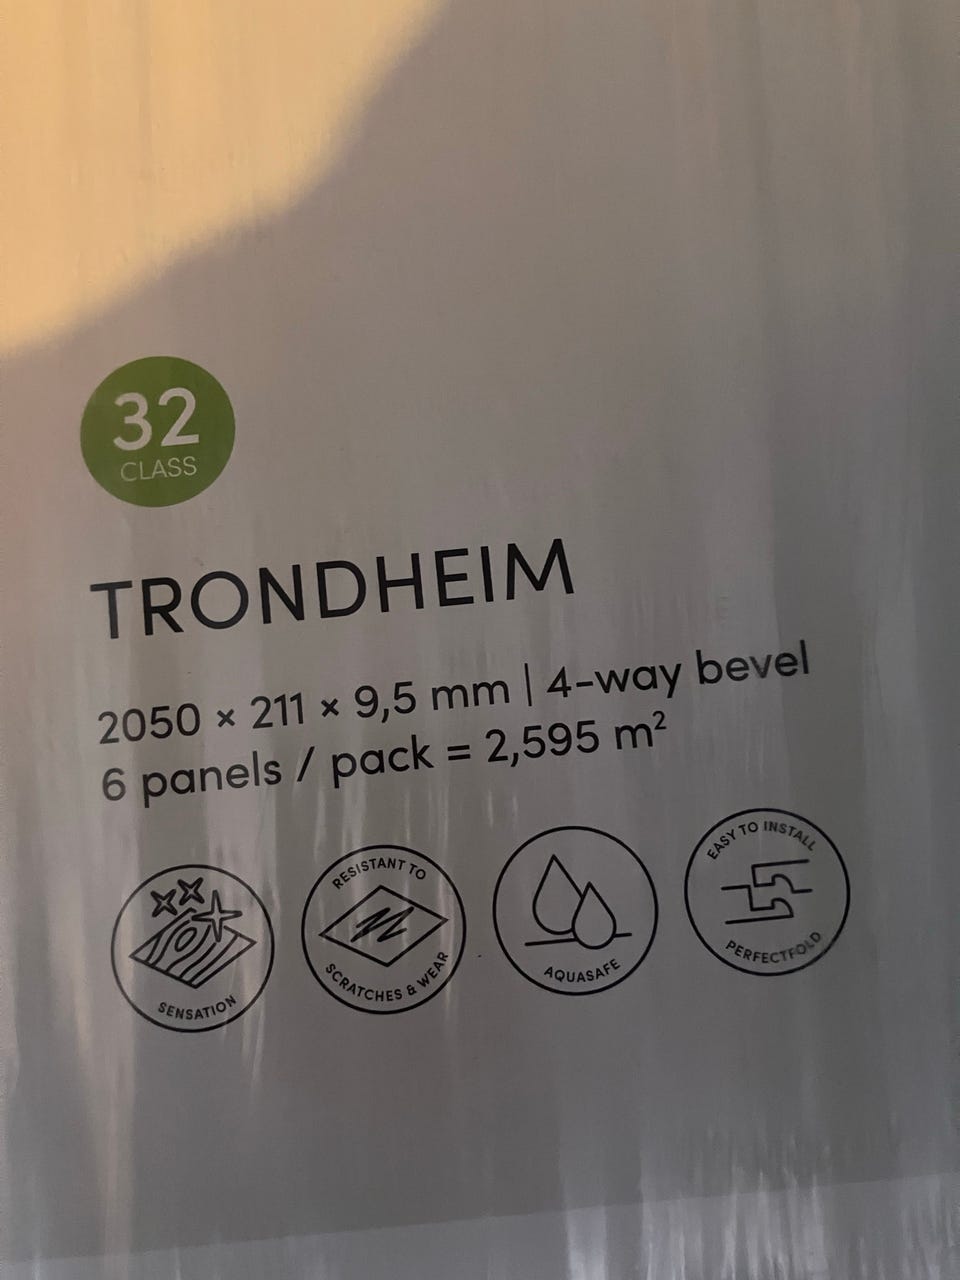 32
CLASS
TRONDHEIM
2050 × 211 × 9,5 mm | 4-way bevel
6 panels / pack = 2,595 m²
SENSATION
RESISTANT TO
SCRATCHES & WEAR
AQUASAFE
EASY TO INSTALL
PERFECTFOLD